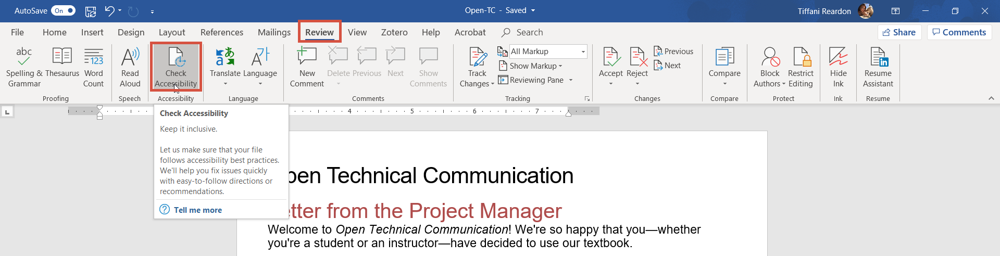 AutoSave On Open-TC - Saved Tiffani Reardon
File Home Insert Design Layout References Mailings Review View Zotero Help Acrobat Search Share Comments
abc
Spelling &
Grammar
Thesaurus
123
Word
Count
Proofing
Read
Aloud
Speech
Check
Accessibility
Accessibility
Translate
Language
Language
New
Comment
Delete
Previous
Next
Show
Comments
Comments
Track
Changes
All Markup
Show Markup
Reviewing Pane
Tracking
Accept
Reject
Previous
Next
Changes
Compare
Compare
Block
Authors
Restrict
Editing
Protect
Hide
Ink
Ink
Resume
Assistant
Resume
4 5 6 7
Check Accessibility
Keep it inclusive.
Let us make sure that your file
follows accessibility best practices.
We'll help you fix issues quickly
with easy-to-follow directions or
recommendations.
Tell me more
pen Technical Communication
etter from the Project Manager
Welcome to Open Technical Communication! We're so happy that you—whether
you're a student or an instructor—have decided to use our textbook.